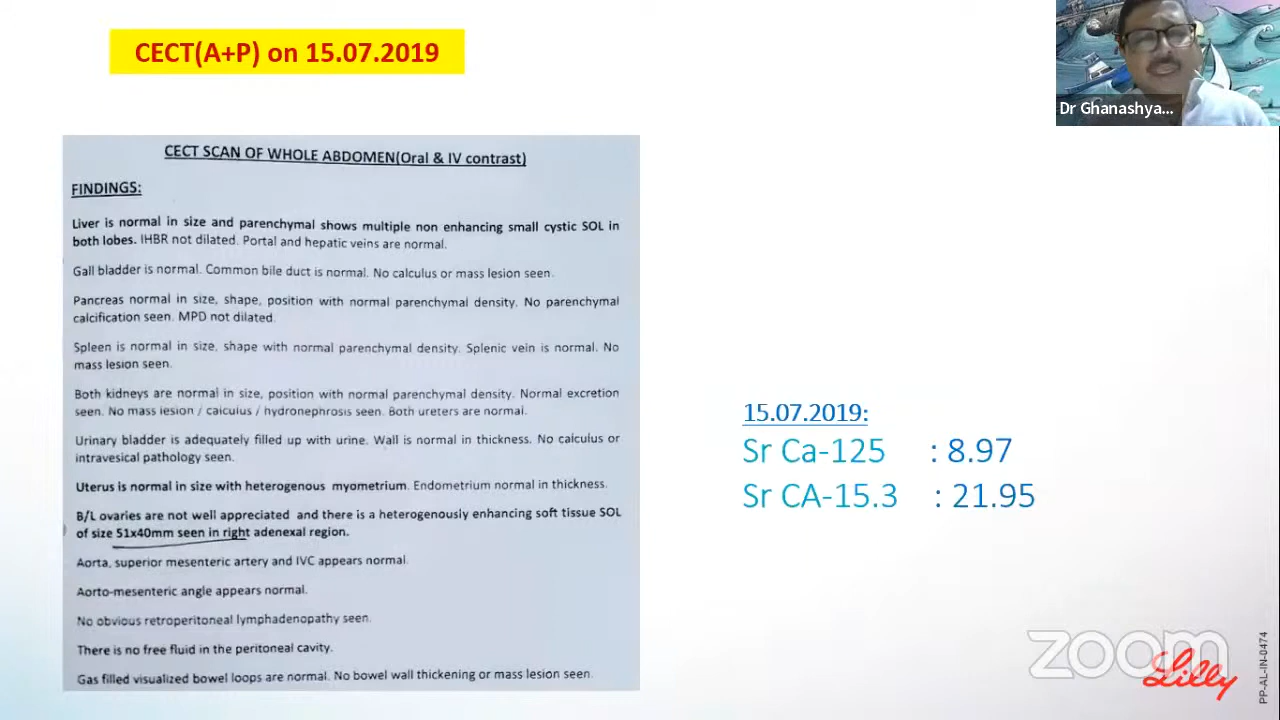 CECT(A+P) on 15.07.2019
Dr Ghanashya...
CECT SCAN OF WHOLE ABDOMEN(Oral & IV contrast)
FINDINGS:
Liver is normal in size and parenchymal shows multiple non enhancing small cystic SOL in
both lobes. IHBR not dilated. Portal and hepatic veins are normal.
Gall bladder is normal. Common bile duct is normal. No calculus or mass lesion seen.
Pancreas normal in size, shape, position with normal parenchymal density. No parenchymal
calcification seen. MPD not dilated.
Spleen is normal in size, shape with normal parenchymal density. Splenic vein is normal. No
mass lesion seen.
Both kidneys are normal in size, position with normal parenchymal density. Normal excretion
seen. No mass lesion / calculus / hydronephrosis seen. Both ureters are normal.
Urinary bladder is adequately filled up with urine. Wall is normal in thickness. No calculus or
intravesical pathology seen.
Uterus is normal in size with heterogenous myometrium. Endometrium normal in thickness.
B/L ovaries are not well appreciated and there is a heterogenously enhancing soft tissue SOL
of size 51x40mm seen in right adenexal region.
Aorta, superior mesenteric artery and IVC appears normal.
Aorto-mesenteric angle appears normal.
No obvious retroperitoneal lymphadenopathy seen.
There is no free fluid in the peritoneal cavity.
Gas filled visualized bowel loops are normal. No bowel wall thickening or mass lesion seen.
15.07.2019:
Sr Ca-125 : 8.97
Sr CA-15.3 : 21.95
zoom
Lilly
PP-AL-IN-0474